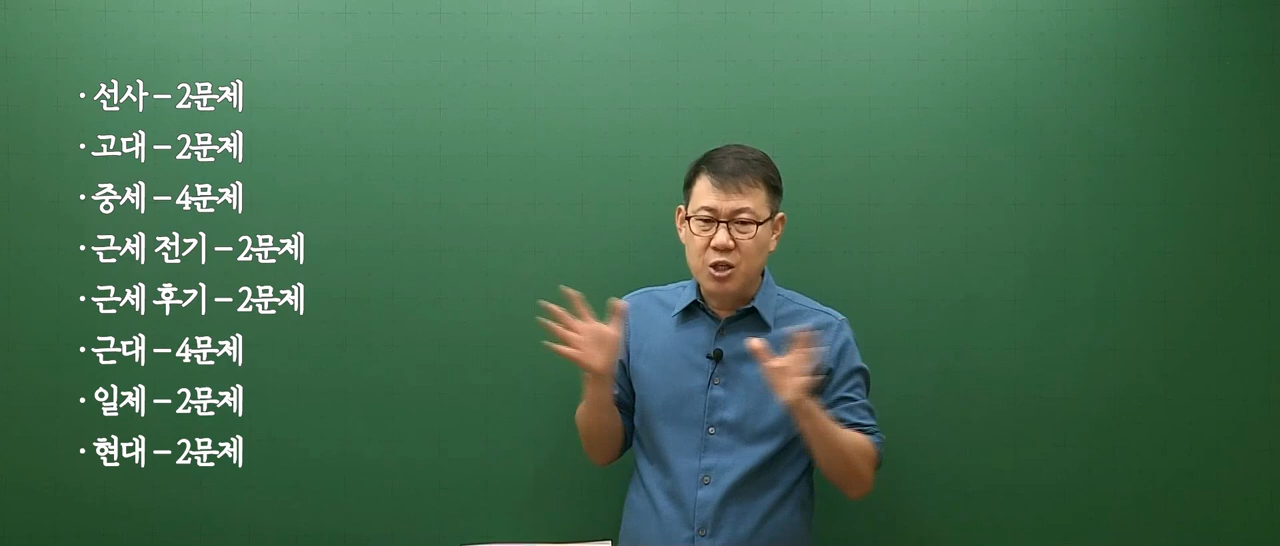 · 선사 – 2문제
· 고대 – 2문제
· 중세 – 4문제
· 근세 전기 – 2문제
· 근세 후기 – 2문제
· 근대 – 4문제
· 일제 – 2문제
· 현대 – 2문제